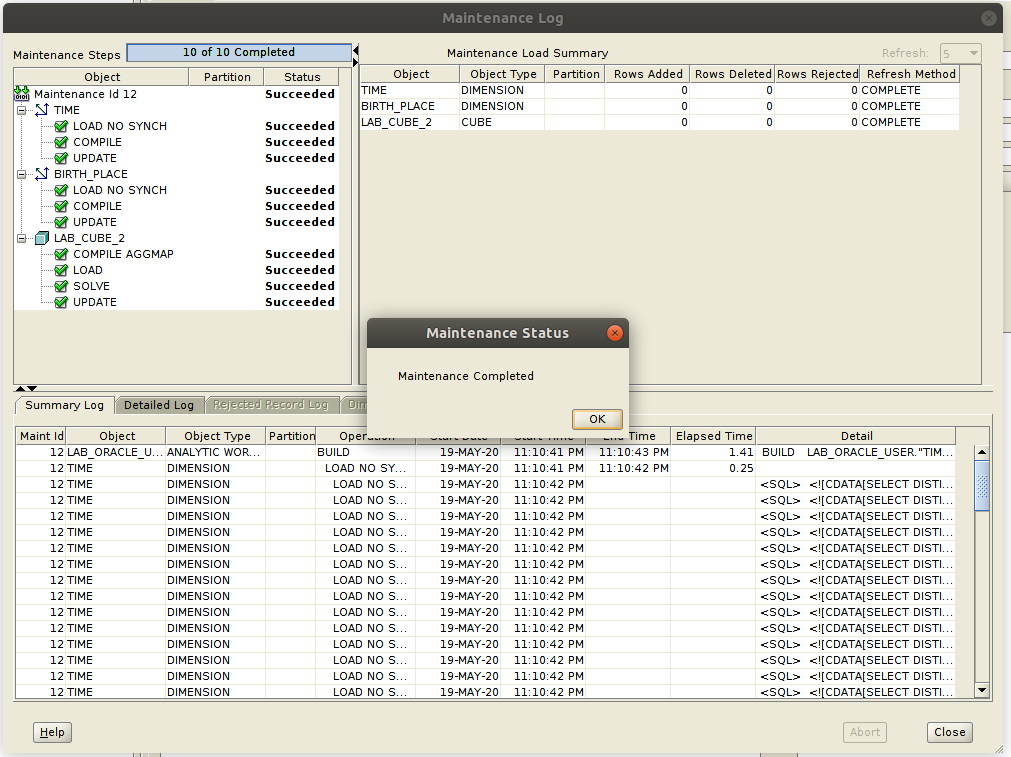 Maintenance Log
Maintenance Steps 10 of 10 Completed
Object Partition Status
Maintenance Id 12 Succeeded
TIME
LOAD NO SYNCH Succeeded
COMPILE Succeeded
UPDATE Succeeded
BIRTH_PLACE
LOAD NO SYNCH Succeeded
COMPILE Succeeded
UPDATE Succeeded
LAB_CUBE_2
COMPILE AGGMAP Succeeded
LOAD Succeeded
SOLVE Succeeded
UPDATE Succeeded
Maintenance Load Summary Refresh: 5
Object Object Type Partition Rows Added Rows Deleted Rows Rejected Refresh Method
TIME DIMENSION 0 0 0 COMPLETE
BIRTH_PLACE DIMENSION 0 0 0 COMPLETE
LAB_CUBE_2 CUBE 0 0 0 COMPLETE
Maintenance Status
Maintenance Completed
OK
Summary Log Detailed Log Rejected Record Log
Maint Id Object Object Type Partition Operation Start Date Start Time End Time Elapsed Time Detail
12 LAB_ORACLE_U... ANALYTIC WOR... BUILD 19-MAY-20 11:10:41 PM 11:10:43 PM 1.41 BUILD LAB_ORACLE_USER."TIM...
12 TIME DIMENSION LOAD NO SY... 19-MAY-20 11:10:41 PM 11:10:42 PM 0.25
12 TIME DIMENSION LOAD NO S... 19-MAY-20 11:10:42 PM <SQL> <![CDATA[SELECT DISTI...
12 TIME DIMENSION LOAD NO S... 19-MAY-20 11:10:42 PM <SQL> <![CDATA[SELECT DISTI...
12 TIME DIMENSION LOAD NO S... 19-MAY-20 11:10:42 PM <SQL> <![CDATA[SELECT DISTI...
12 TIME DIMENSION LOAD NO S... 19-MAY-20 11:10:42 PM <SQL> <![CDATA[SELECT DISTI...
12 TIME DIMENSION LOAD NO S... 19-MAY-20 11:10:42 PM <SQL> <![CDATA[SELECT DISTI...
12 TIME DIMENSION LOAD NO S... 19-MAY-20 11:10:42 PM <SQL> <![CDATA[SELECT DISTI...
12 TIME DIMENSION LOAD NO S... 19-MAY-20 11:10:42 PM <SQL> <![CDATA[SELECT DISTI...
12 TIME DIMENSION LOAD NO S... 19-MAY-20 11:10:42 PM <SQL> <![CDATA[SELECT DISTI...
12 TIME DIMENSION LOAD NO S... 19-MAY-20 11:10:42 PM <SQL> <![CDATA[SELECT DISTI...
12 TIME DIMENSION LOAD NO S... 19-MAY-20 11:10:42 PM <SQL> <![CDATA[SELECT DISTI...
12 TIME DIMENSION LOAD NO S... 19-MAY-20 11:10:42 PM <SQL> <![CDATA[SELECT DISTI...
12 TIME DIMENSION LOAD NO S... 19-MAY-20 11:10:42 PM <SQL> <![CDATA[SELECT DISTI...
12 TIME DIMENSION LOAD NO S... 19-MAY-20 11:10:42 PM <SQL> <![CDATA[SELECT DISTI...
12 TIME DIMENSION LOAD NO S... 19-MAY-20 11:10:42 PM <SQL> <![CDATA[SELECT DISTI...
Help Abort Close